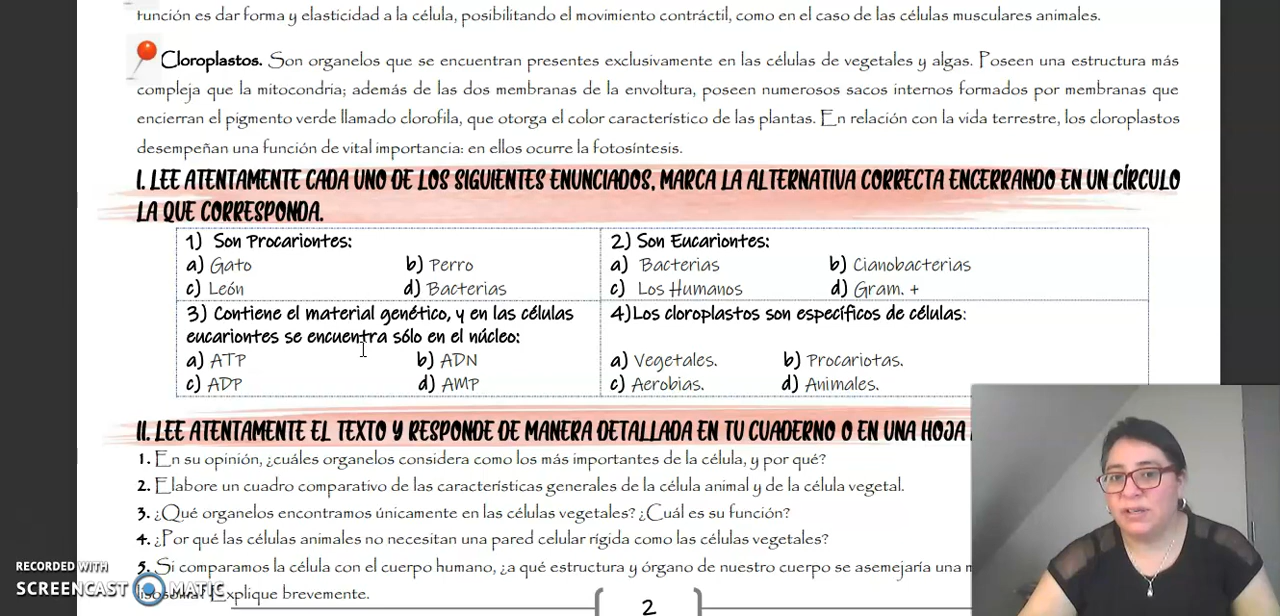 función es dar forma y elasticidad a la célula, posibilitando el movimiento contráctil, como en el caso de las células musculares animales.
Cloroplastos. Son organelos que se encuentran presentes exclusivamente en las células de vegetales y algas. Poseen una estructura más
compleja que la mitocondria; además de las dos membranas de la envoltura, poseen numerosos sacos internos formados por membranas que
encierran el pigmento verde llamado clorofila, que otorga el color característico de las plantas. En relación con la vida terrestre, los cloroplastos
desempeñan una función de vital importancia: en ellos ocurre la fotosíntesis.
I. LEE ATENTAMENTE CADA UNO DE LOS SIGUIENTES ENUNCIADOS, MARCA LA ALTERNATIVA CORRECTA ENCERRANDO EN UN CÍRCULO
LA QUE CORRESPONDA.
1) Son Procariontes:
a) Gato b) Perro
c) León d) Bacterias
2) Son Eucariontes:
a) Bacterias b) Cianobacterias
c) Los Humanos d) Gram. +
3) Contiene el material genético, y en las células
eucariontes se encuentra sólo en el núcleo:
a) ATP b) ADN
c) ADP d) AMP
4)Los cloroplastos son específicos de células:
a) Vegetales. b) Procariotas.
c) Aerobias. d) Animales.
II. LEE ATENTAMENTE EL TEXTO Y RESPONDE DE MANERA DETALLADA EN TU CUADERNO O EN UNA HOJA
1. En su opinión, ¿cuáles organelos considera como los más importantes de la célula, y por qué?
2. Elabore un cuadro comparativo de las características generales de la célula animal y de la célula vegetal.
3. ¿Qué organelos encontramos únicamente en las células vegetales? ¿Cuál es su función?
4. ¿Por qué las células animales no necesitan una pared celular rígida como las células vegetales?
5. Si comparamos la célula con el cuerpo humano, ¿a qué estructura y órgano de nuestro cuerpo se asemejaría una
Explique brevemente.
2
RECORDED WITH
SCREENCAST MATIC